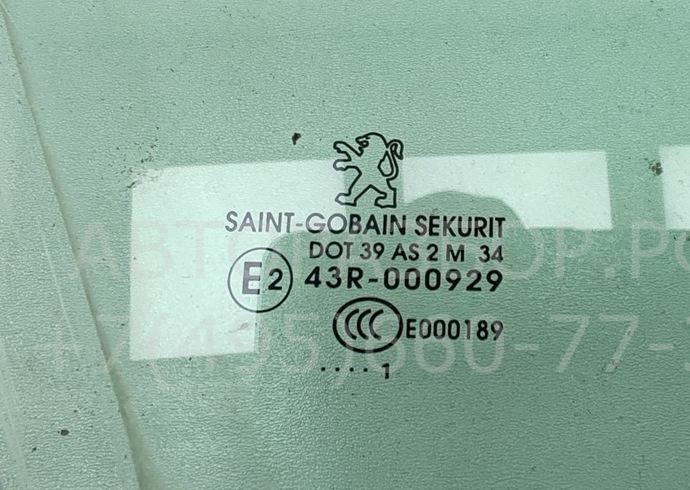 SAINT-GOBAIN SEKURIT
DOT 39 AS 2 M 34
E2 43R-000929
CCC E000189
.... 1